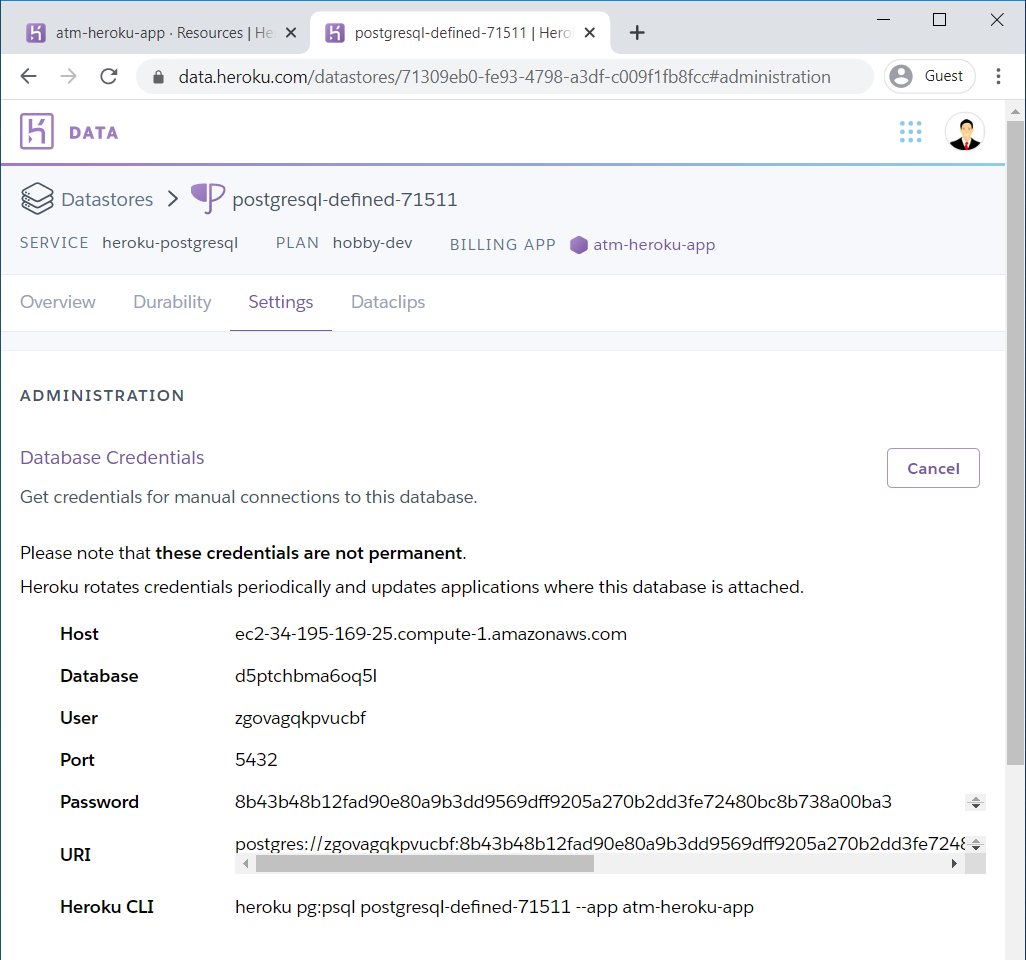 atm-heroku-app · Resources | He
postgresql-defined-71511 | Hero
data.heroku.com/datastores/71309eb0-fe93-4798-a3df-c009f1fb8fcc#administration
Guest
DATA
Datastores
postgresql-defined-71511
SERVICE heroku-postgresql PLAN hobby-dev BILLING APP atm-heroku-app
Overview Durability Settings Dataclips
ADMINISTRATION
Database Credentials
Cancel
Get credentials for manual connections to this database.
Please note that these credentials are not permanent.
Heroku rotates credentials periodically and updates applications where this database is attached.
Host ec2-34-195-169-25.compute-1.amazonaws.com
Database d5ptchbma6oq5l
User zgovagqkpvucbf
Port 5432
Password 8b43b48b12fad90e80a9b3dd9569dff9205a270b2dd3fe72480bc8b738a00ba3
URI postgres://zgovagqkpvucbf:8b43b48b12fad90e80a9b3dd9569dff9205a270b2dd3fe7248
Heroku CLI heroku pg:psql postgresql-defined-71511 --app atm-heroku-app